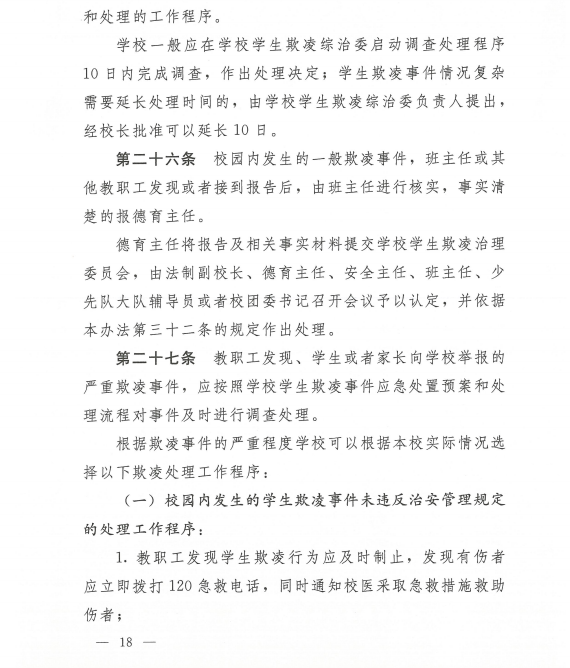 和处理的工作程序。
学校一般应在学校学生欺凌综治委启动调查处理程序
10日内完成调查，作出处理决定；学生欺凌事件情况复杂
需要延长处理时间的，由学校学生欺凌综治委负责人提出，
经校长批准可以延长10日。
第二十六条 校园内发生的一般欺凌事件，班主任或其
他教职工发现或者接到报告后，由班主任进行核实，事实清
楚的报德育主任。
德育主任将报告及相关事实材料提交学校学生欺凌治理
委员会，由法制副校长、德育主任、安全主任、班主任、少
先队大队辅导员或者校团委书记召开会议予以认定，并依据
本办法第三十二条的规定作出处理。
第二十七条 教职工发现、学生或者家长向学校举报的
严重欺凌事件，应按照学校学生欺凌事件应急处置预案和处
理流程对事件及时进行调查处理。
根据欺凌事件的严重程度学校可以根据本校实际情况选
择以下欺凌处理工作程序：
（一）校园内发生的学生欺凌事件未违反治安管理规定
的处理工作程序：
1. 教职工发现学生欺凌行为应及时制止，发现有伤者
应立即拨打120急救电话，同时通知校医采取急救措施救助
伤者；
— 18 —